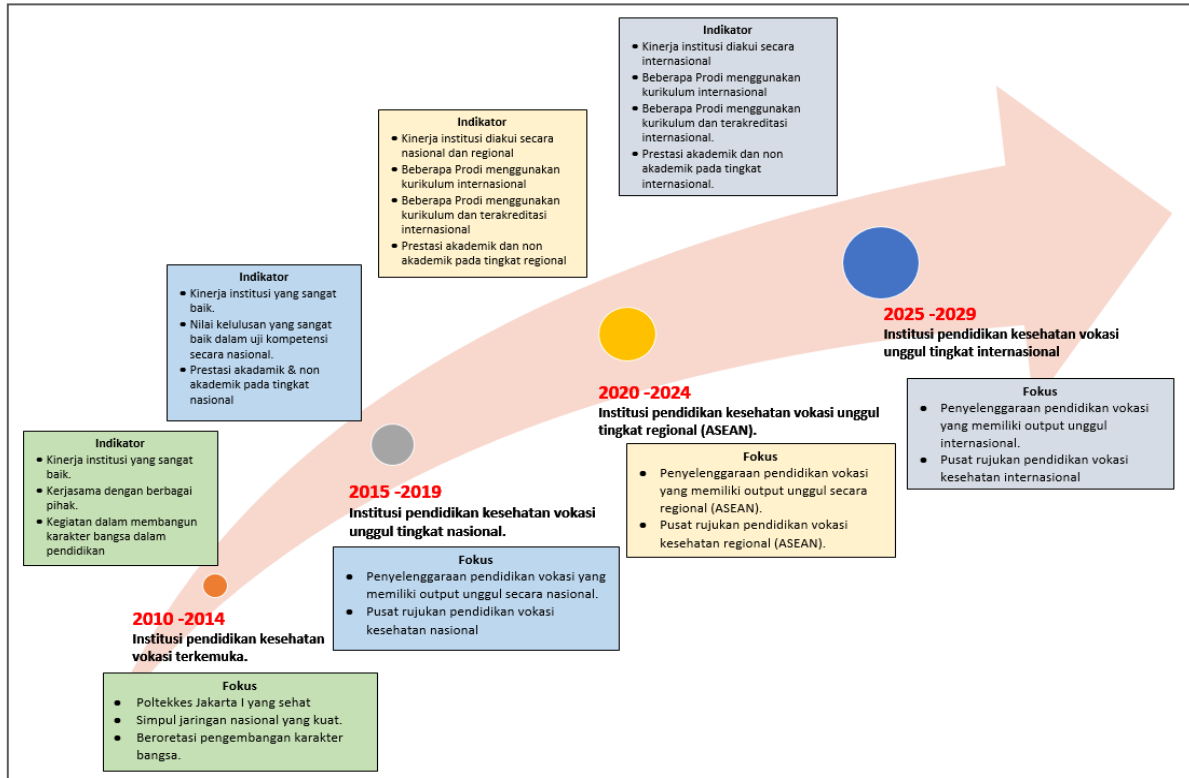 Indikator
• Kinerja institusi yang sangat
baik.
• Kerjasama dengan berbagai
pihak.
• Kegiatan dalam membangun
karakter bangsa dalam
pendidikan
2010 -2014
Institusi pendidikan kesehatan
vokasi terkemuka.
Fokus
• Poltekkes Jakarta I yang sehat
• Simpul jaringan nasional yang kuat.
• Beroretasi pengembangan karakter
bangsa.
Indikator
• Kinerja institusi yang sangat
baik.
• Nilai kelulusan yang sangat
baik dalam uji kompetensi
secara nasional.
• Prestasi akadamik & non
akademik pada tingkat
nasional
2015 -2019
Institusi pendidikan kesehatan vokasi
unggul tingkat nasional.
Fokus
• Penyelenggaraan pendidikan vokasi yang
memiliki output unggul secara nasional.
• Pusat rujukan pendidikan vokasi
kesehatan nasional
Indikator
• Kinerja institusi diakui secara
nasional dan regional
• Beberapa Prodi menggunakan
kurikulum internasional
• Beberapa Prodi menggunakan
kurikulum dan terakreditasi
internasional
• Prestasi akademik dan non
akademik pada tingkat regional
2020 -2024
Institusi pendidikan kesehatan vokasi unggul
tingkat regional (ASEAN).
Fokus
• Penyelenggaraan pendidikan vokasi
yang memiliki output unggul secara
regional (ASEAN).
• Pusat rujukan pendidikan vokasi
kesehatan regional (ASEAN).
Indikator
• Kinerja institusi diakui secara
internasional
• Beberapa Prodi menggunakan
kurikulum internasional
• Beberapa Prodi menggunakan
kurikulum dan terakreditasi
internasional.
• Prestasi akademik dan non
akademik pada tingkat
internasional.
2025 -2029
Institusi pendidikan kesehatan vokasi
unggul tingkat internasional
Fokus
• Penyelenggaraan pendidikan vokasi
yang memiliki output unggul
internasional.
• Pusat rujukan pendidikan vokasi
kesehatan internasional